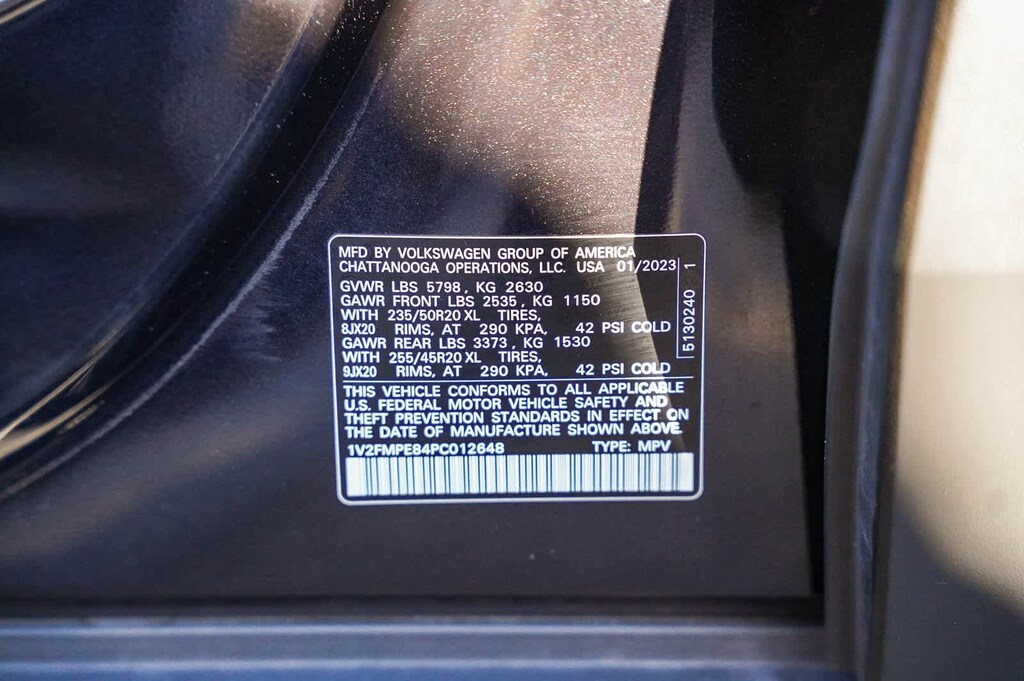 MFD BY VOLKSWAGEN GROUP OF AMERICA
CHATTANOOGA OPERATIONS, LLC. USA 01/2023
GVWR LBS 5798, KG 2630
GAWR FRONT LBS 2535, KG 1150
WITH 235/50R20 XL TIRES,
8JX20 RIMS, AT 290 KPA, 42 PSI COLD
GAWR REAR LBS 3373, KG 1530
WITH 255/45R20 XL TIRES,
9JX20 RIMS, AT 290 KPA, 42 PSI COLD
5130240 1
THIS VEHICLE CONFORMS TO ALL APPLICABLE
U.S. FEDERAL MOTOR VEHICLE SAFETY AND
THEFT PREVENTION STANDARDS IN EFFECT ON
THE DATE OF MANUFACTURE SHOWN ABOVE.
1V2FMPE84PC012648 TYPE: MPV